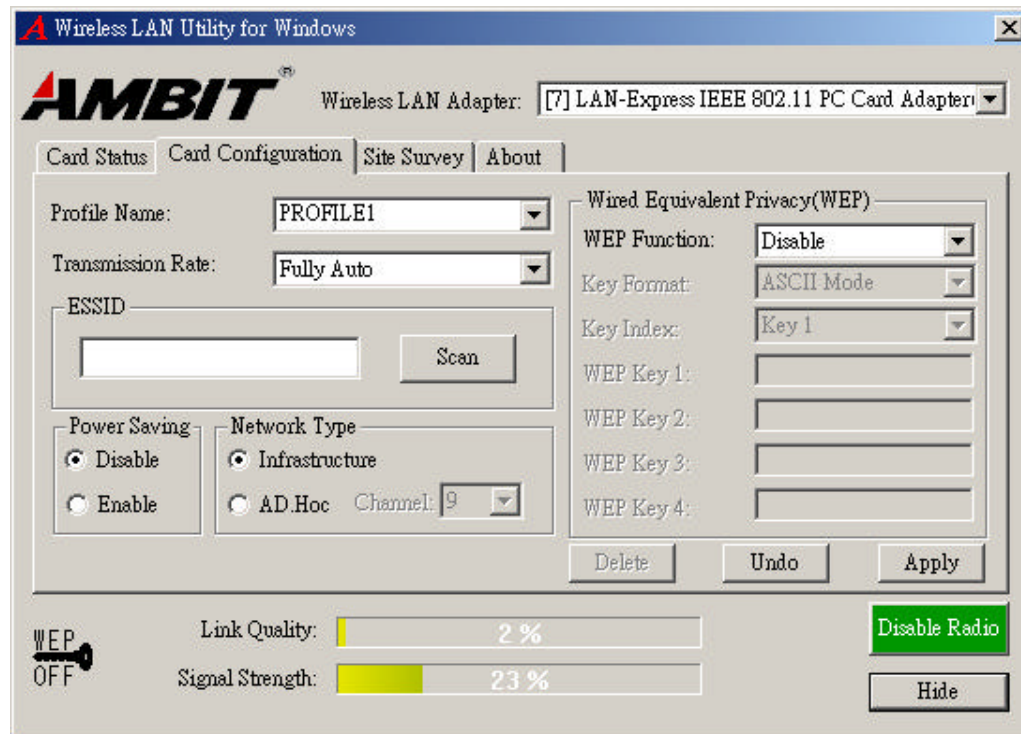 Wireless LAN Utility for Windows
AMBIT®
Wireless LAN Adapter: [7] LAN-Express IEEE 802.11 PC Card Adapter
Card Status Card Configuration Site Survey About
Profile Name: PROFILE1
Transmission Rate: Fully Auto
ESSID
Scan
Power Saving
Disable
Enable
Network Type
Infrastructure
AD.Hoc Channel: 9
Wired Equivalent Privacy(WEP)
WEP Function: Disable
Key Format: ASCII Mode
Key Index: Key 1
WEP Key 1:
WEP Key 2:
WEP Key 3:
WEP Key 4:
Delete Undo Apply
WEP
OFF
Link Quality: 2 %
Signal Strength: 23 %
Disable Radio
Hide